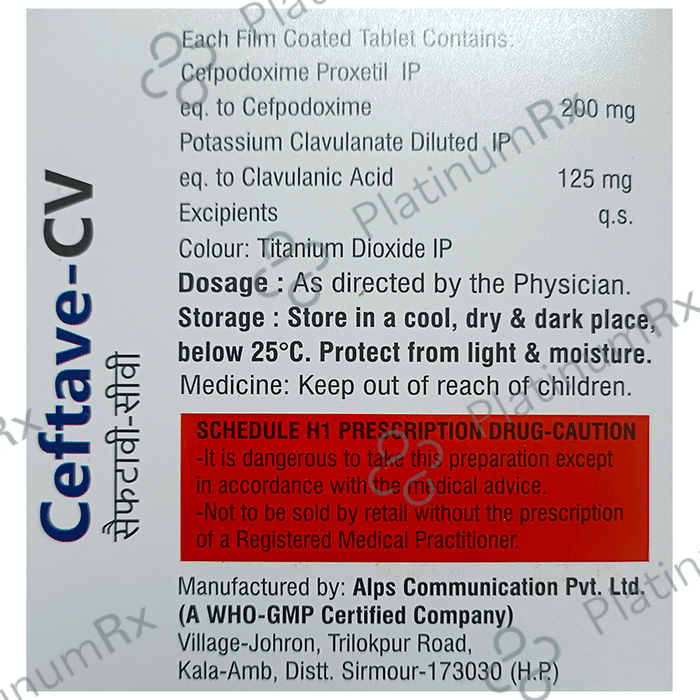 Each Film Coated Tablet Contains:
Cefpodoxime Proxetil IP
eq. to Cefpodoxime 200 mg
Potassium Clavulanate Diluted IP
eq. to Clavulanic Acid 125 mg
Excipients q.s.
Colour: Titanium Dioxide IP
Dosage : As directed by the Physician.
Storage : Store in a cool, dry & dark place,
below 25°C. Protect from light & moisture.
Medicine: Keep out of reach of children.
SCHEDULE H1 PRESCRIPTION DRUG-CAUTION
-It is dangerous to take this preparation except
in accordance with the medical advice.
-Not to be sold by retail without the prescription
of a Registered Medical Practitioner.
Manufactured by: Alps Communication Pvt. Ltd.
(A WHO-GMP Certified Company)
Village-Johron, Trilokpur Road,
Kala-Amb, Distt. Sirmour-173030 (H.P.)
Ceftave-CV
सैफटावी-सीवी
PlatinumRx
PlatinumRx
PlatinumRx
PlatinumRx
tinumRx
Rx